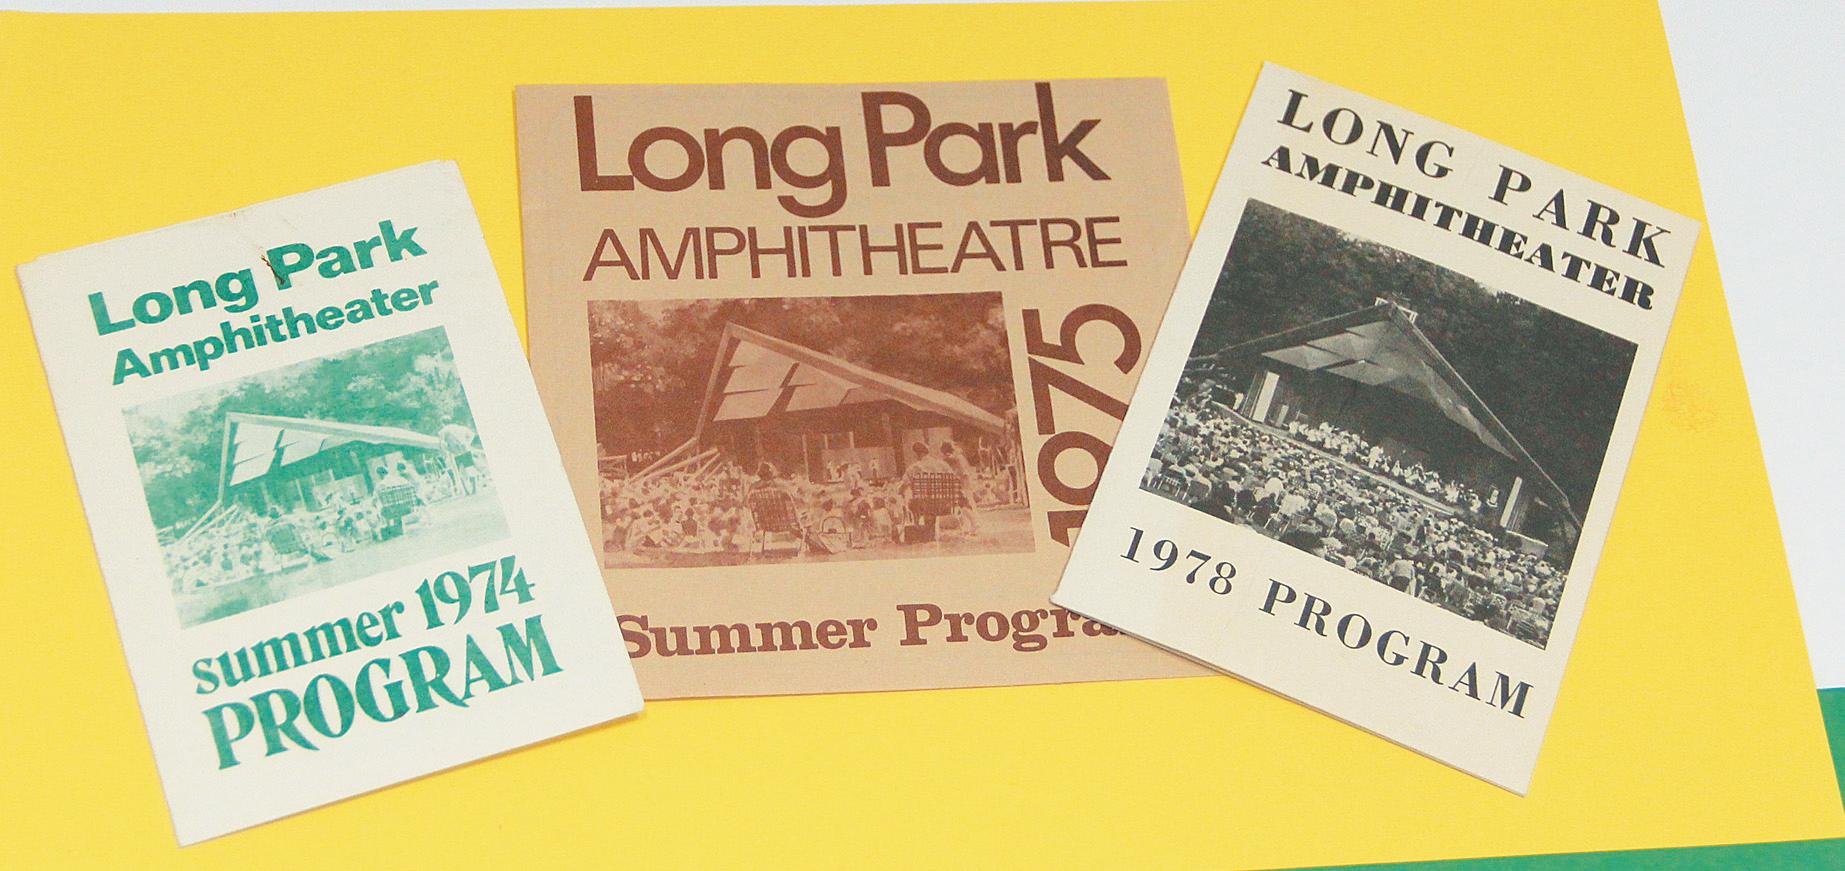 Long Park
Amphitheater
summer 1974
PROGRAM
Long Park
AMPHITHEATRE
1975
Summer Progra
LONG PARK
AMPHITHEATER
1978 PROGRAM